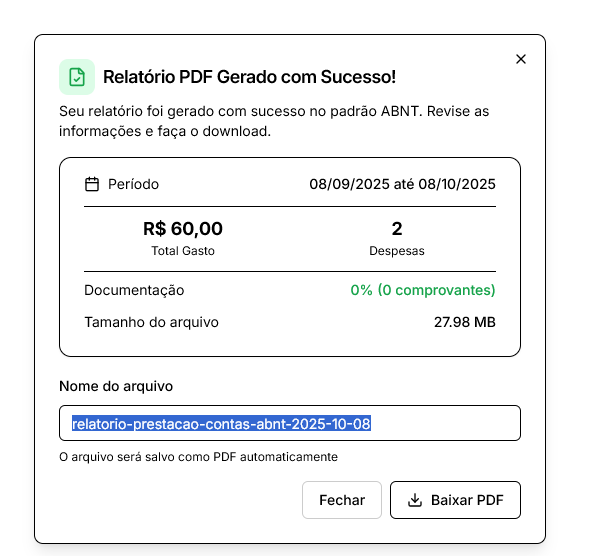 Relatório PDF Gerado com Sucesso!
Seu relatório foi gerado com sucesso no padrão ABNT. Revise as
informações e faça o download.
Período 08/09/2025 até 08/10/2025
R$ 60,00 2
Total Gasto Despesas
Documentação 0% (0 comprovantes)
Tamanho do arquivo 27.98 MB
Nome do arquivo
relatorio-prestacao-contas-abnt-2025-10-08
O arquivo será salvo como PDF automaticamente
Fechar Baixar PDF